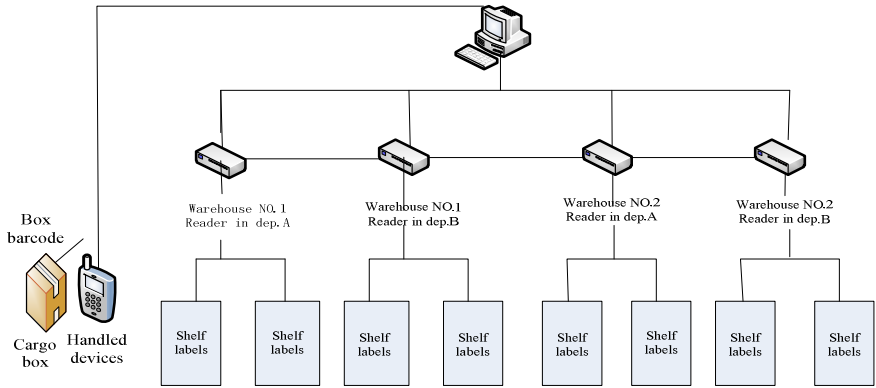 Warehouse NO.1
Reader in dep.A
Warehouse NO.1
Reader in dep.B
Warehouse NO.2
Reader in dep.A
Warehouse NO.2
Reader in dep.B
Box
barcode
Cargo
box
Handled
devices
Shelf
labels
Shelf
labels
Shelf
labels
Shelf
labels
Shelf
labels
Shelf
labels
Shelf
labels
Shelf
labels